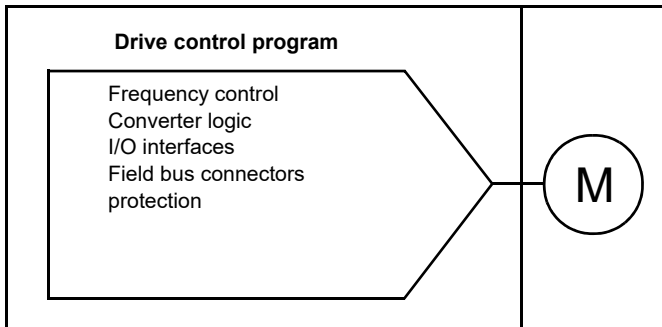 Drive control program
Frequency control
Converter logic
I/O interfaces
Field bus connectors
protection
M